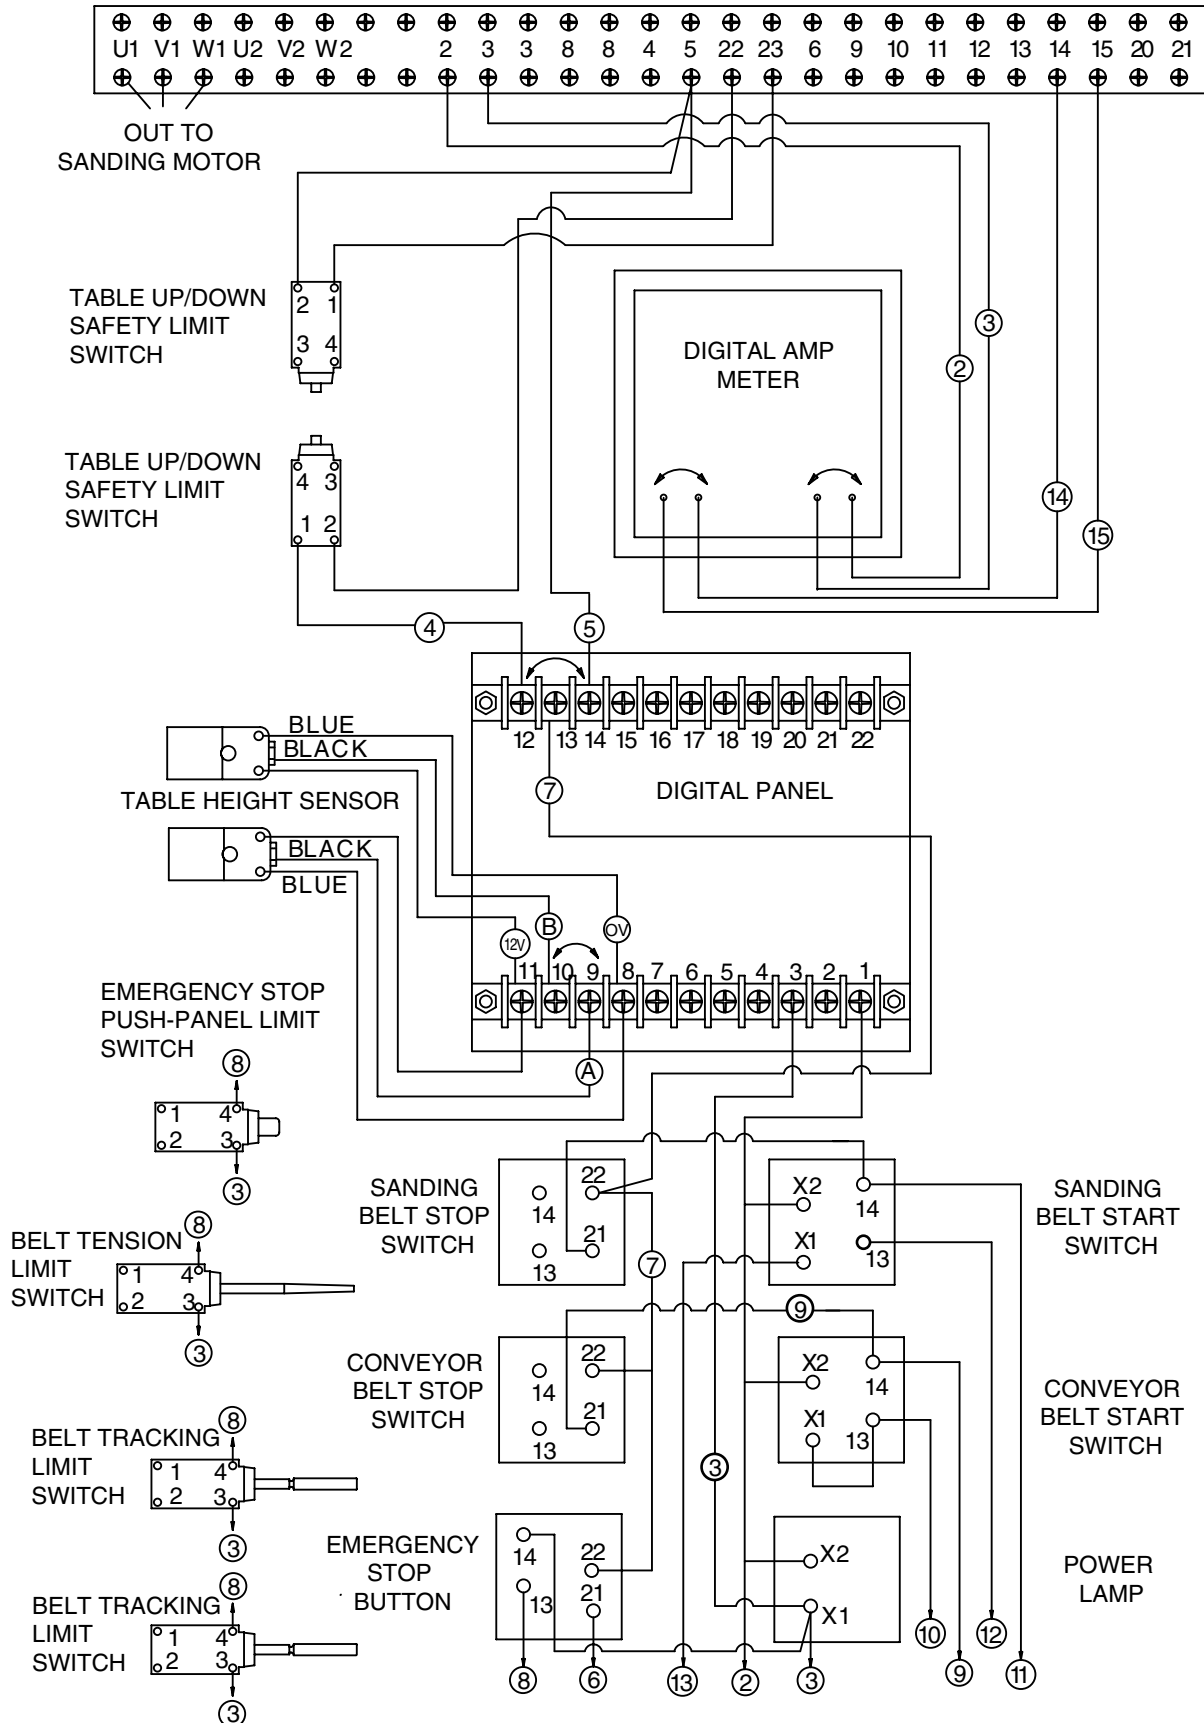 U1 V1 W1 U2 V2 W2 2 3 3 8 8 4 5 22 23 6 9 10 11 12 13 14 15 20 21
OUT TO
SANDING MOTOR
TABLE UP/DOWN
SAFETY LIMIT
SWITCH
2 1
3 4
DIGITAL AMP
METER
3
2
TABLE UP/DOWN
SAFETY LIMIT
SWITCH
4 3
1 2
14
15
4
5
12 13 14 15 16 17 18 19 20 21 22
BLUE
BLACK
TABLE HEIGHT SENSOR
7
DIGITAL PANEL
BLACK
BLUE
12V
B
OV
11 10 9 8 7 6 5 4 3 2 1
A
EMERGENCY STOP
PUSH-PANEL LIMIT
SWITCH
8
1 4
2 3
3
SANDING
BELT STOP
SWITCH
22
14
21
13
X2
14
X1
13
SANDING
BELT START
SWITCH
BELT TENSION
LIMIT
SWITCH
8
1 4
2 3
3
7
9
CONVEYOR
BELT STOP
SWITCH
22
14
21
13
X2
14
X1
13
CONVEYOR
BELT START
SWITCH
BELT TRACKING
LIMIT
SWITCH
8
1 4
2 3
3
3
EMERGENCY
STOP
BUTTON
14
22
13
21
X2
X1
POWER
LAMP
BELT TRACKING
LIMIT
SWITCH
8
1 4
2 3
3
8 6 13 2 3 10 9 12 11